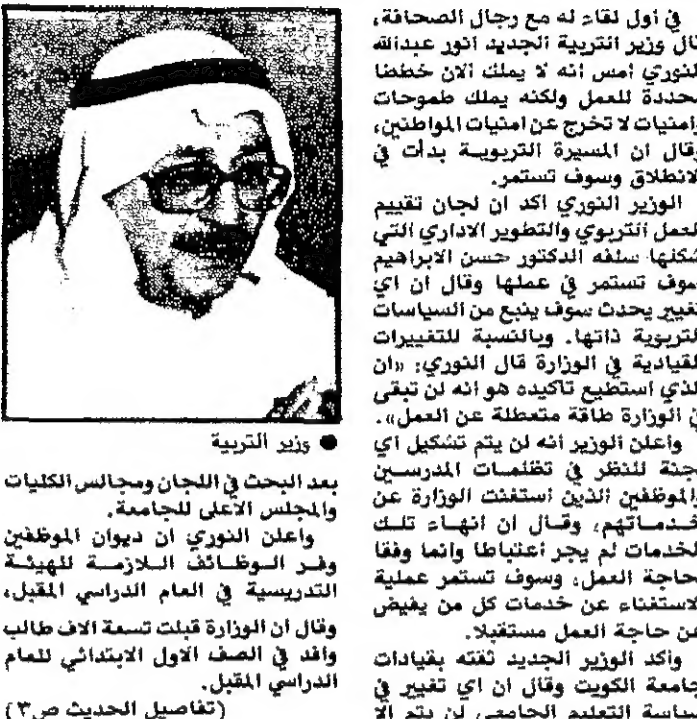 في أول لقاء له مع رجال الصحافة،
قال وزير التربية الجديد أنور عبدالله
النوري أمس انه لا يملك الآن خططا
محددة للعمل ولكنه يملك طموحات
وأمنيات لا تخرج عن امنيات المواطنين،
وقال ان المسيرة التربوية بدأت في
الانطلاق وسوف تستمر.
الوزير النوري اكد ان لجان تقييم
العمل التربوي والتطوير الاداري التي
شكلها سلفه الدكتور حسن الابراهيم
سوف تستمر في عملها وقال ان اي
تغيير يحدث سوف ينبع من السياسات
التربوية ذاتها. وبالنسبة للتغييرات
القيادية في الوزارة قال النوري: «ان
الذي استطيع تأكيده هو انه لن تبقى
في الوزارة طاقة متعطلة عن العمل».
واعلن الوزير انه لن يتم تشكيل اي
لجنة للنظر في تظلمات المدرسين
والموظفين الذين استغنت الوزارة عن
خدماتهم، وقال ان انهاء تلك
الخدمات لم يجر اعتباطا وانما وفقا
لحاجة العمل، وسوف تستمر عملية
الاستغناء عن خدمات كل من يفيض
عن حاجة العمل مستقبلا.
واكد الوزير الجديد ثقته بقيادات
جامعة الكويت وقال ان اي تغيير في
سياسة التعليم الجامعي لن يتم الا
● وزير التربية
بعد البحث في اللجان ومجالس الكليات
والمجلس الأعلى للجامعة.
واعلن النوري ان ديوان الموظفين
وفر الوظائف اللازمة للهيئة
التدريسية في العام الدراسي المقبل،
وقال أن الوزارة قبلت تسعة الاف طالب
وافد في الصف الاول الابتدائي للعام
الدراسي المقبل.
(تفاصيل الحديث ص٣)